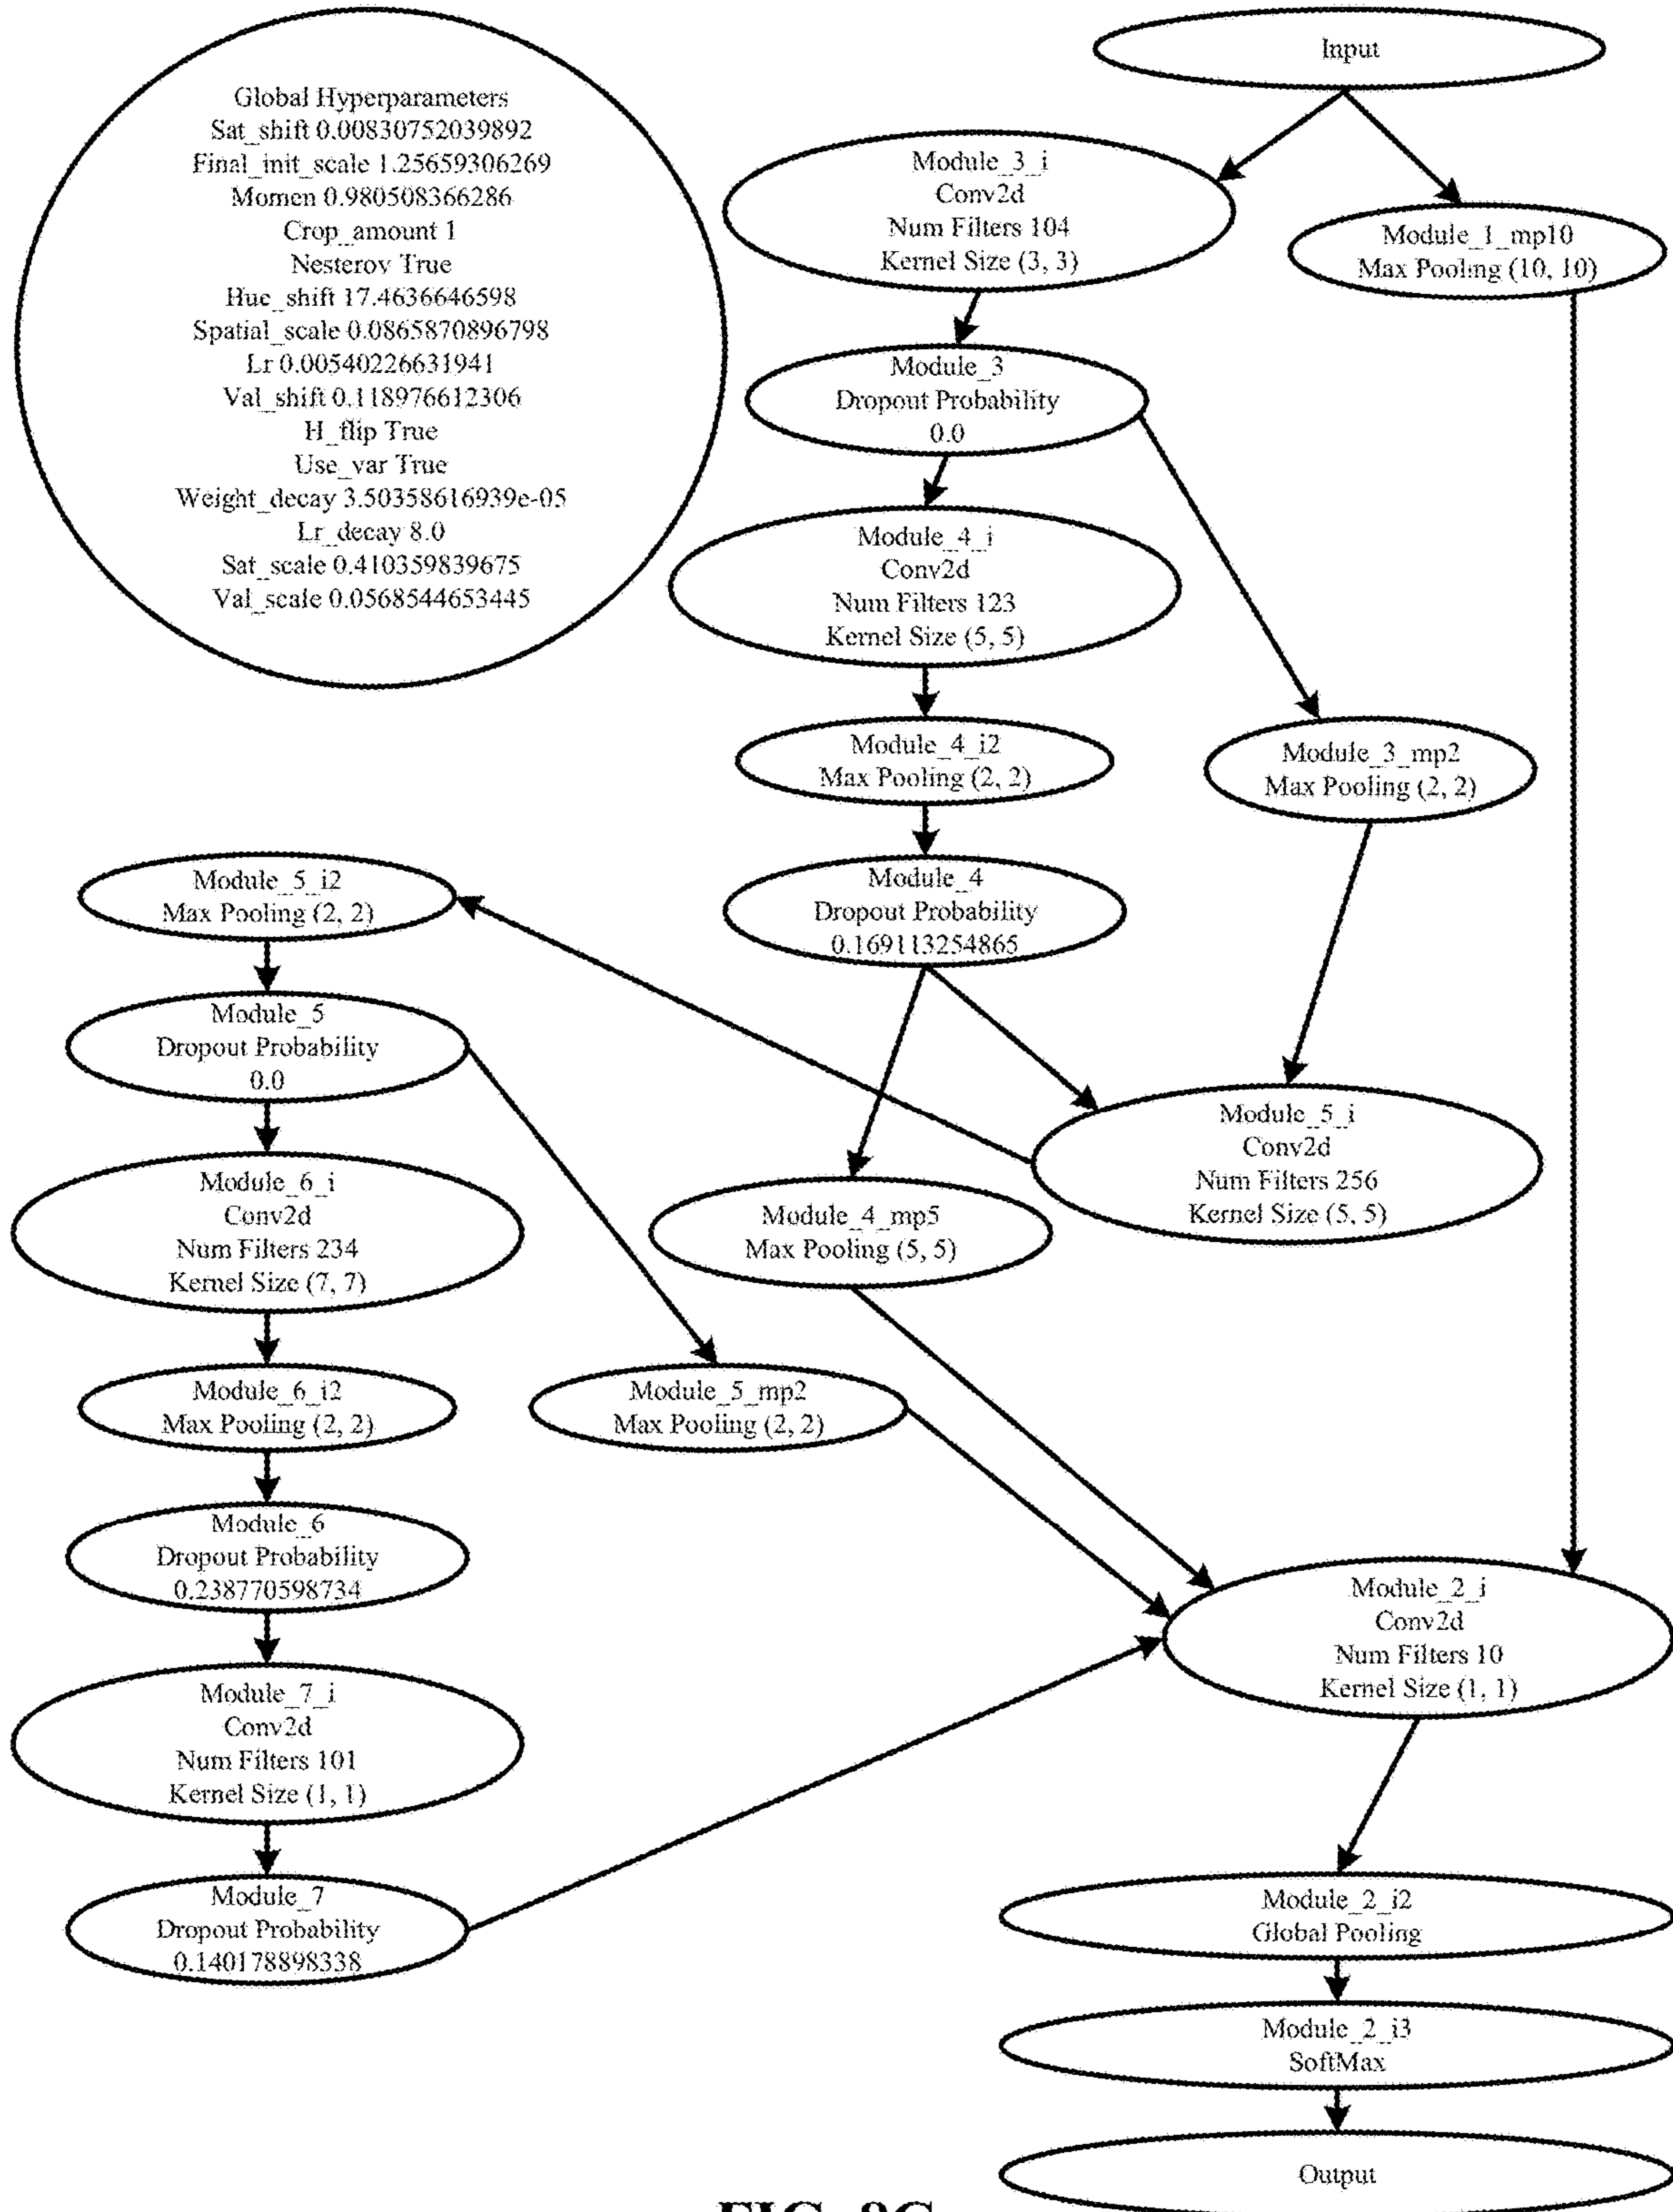 Global Hyperparameters
Sat_shift 0.00830752039892
Final_init_scale 1.25659306269
Momen 0.980508366286
Crop_amount 1
Nesterov True
Hue_shift 17.4636646598
Spatial_scale 0.0865870896798
Lr 0.00540226631941
Val_shift 0.118976612306
H_flip True
Use_var True
Weight_decay 3.50358616939e-05
Lr_decay 8.0
Sat_scale 0.410359839675
Val_scale 0.0568544653445
Input
Module_3_i
Conv2d
Num Filters 104
Kernel Size (3, 3)
Module_1_mp10
Max Pooling (10, 10)
Module_3
Dropout Probability
0.0
Module_4_i
Conv2d
Num Filters 123
Kernel Size (5, 5)
Module_4_i2
Max Pooling (2, 2)
Module_3_mp2
Max Pooling (2, 2)
Module_4
Dropout Probability
0.169113254865
Module_5_i2
Max Pooling (2, 2)
Module_5
Dropout Probability
0.0
Module_5_i
Conv2d
Num Filters 256
Kernel Size (5, 5)
Module_6_i
Conv2d
Num Filters 234
Kernel Size (7, 7)
Module_4_mp5
Max Pooling (5, 5)
Module_6_i2
Max Pooling (2, 2)
Module_5_mp2
Max Pooling (2, 2)
Module_6
Dropout Probability
0.238770598734
Module_2_i
Conv2d
Num Filters 10
Kernel Size (1, 1)
Module_7_i
Conv2d
Num Filters 101
Kernel Size (1, 1)
Module_7
Dropout Probability
0.140178898338
Module_2_i2
Global Pooling
Module_2_i3
SoftMax
Output